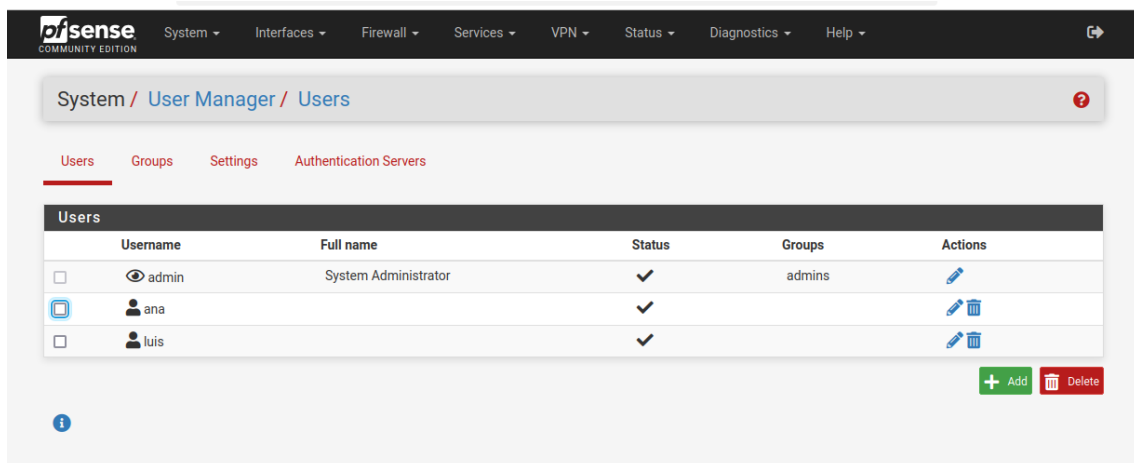 pfsense System Interfaces Firewall Services VPN Status Diagnostics Help
COMMUNITY EDITION
System / User Manager / Users
Users Groups Settings Authentication Servers
Users
Username Full name Status Groups Actions
admin System Administrator admins
ana
luis
Add Delete